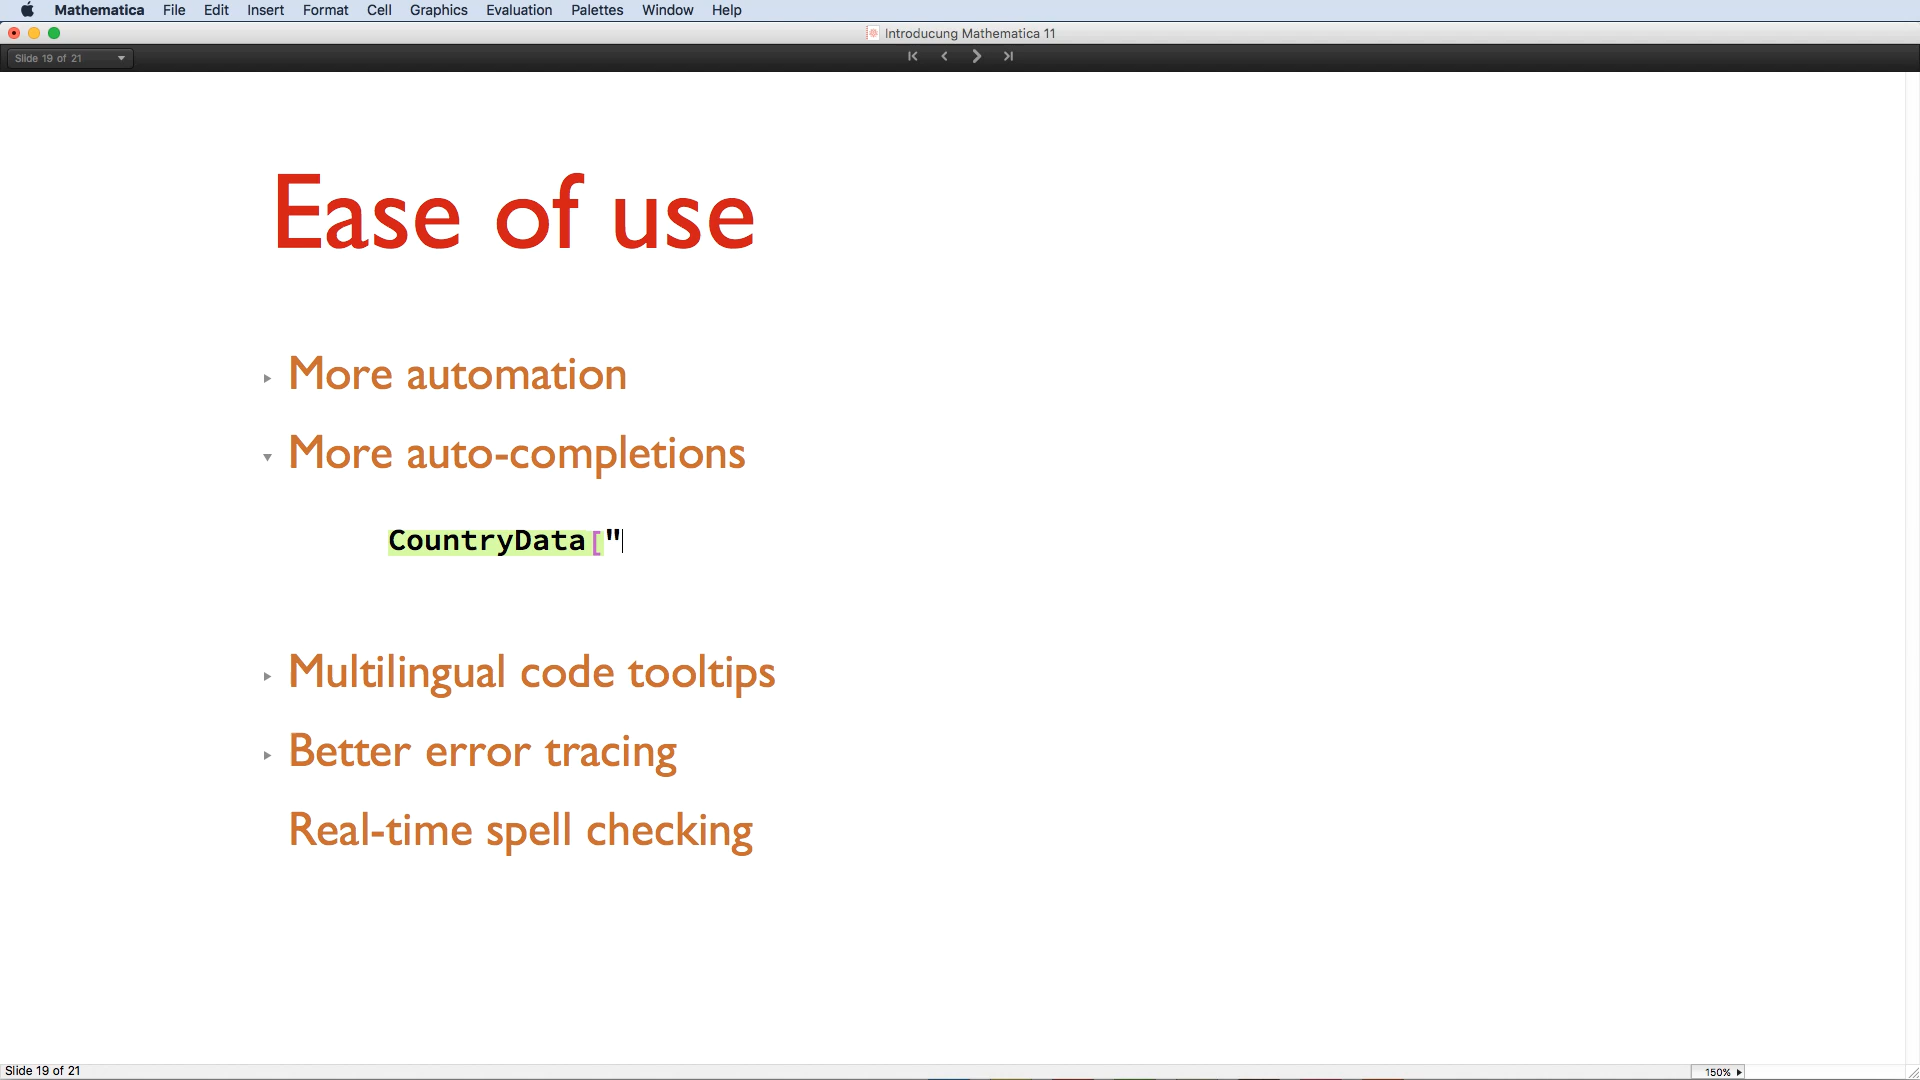 Mathematica File Edit Insert Format Cell Graphics Evaluation Palettes Window Help
Introducung Mathematica 11
Slide 19 of 21
Ease of use
More automation
More auto-completions
CountryData["
Multilingual code tooltips
Better error tracing
Real-time spell checking
Slide 19 of 21
150%